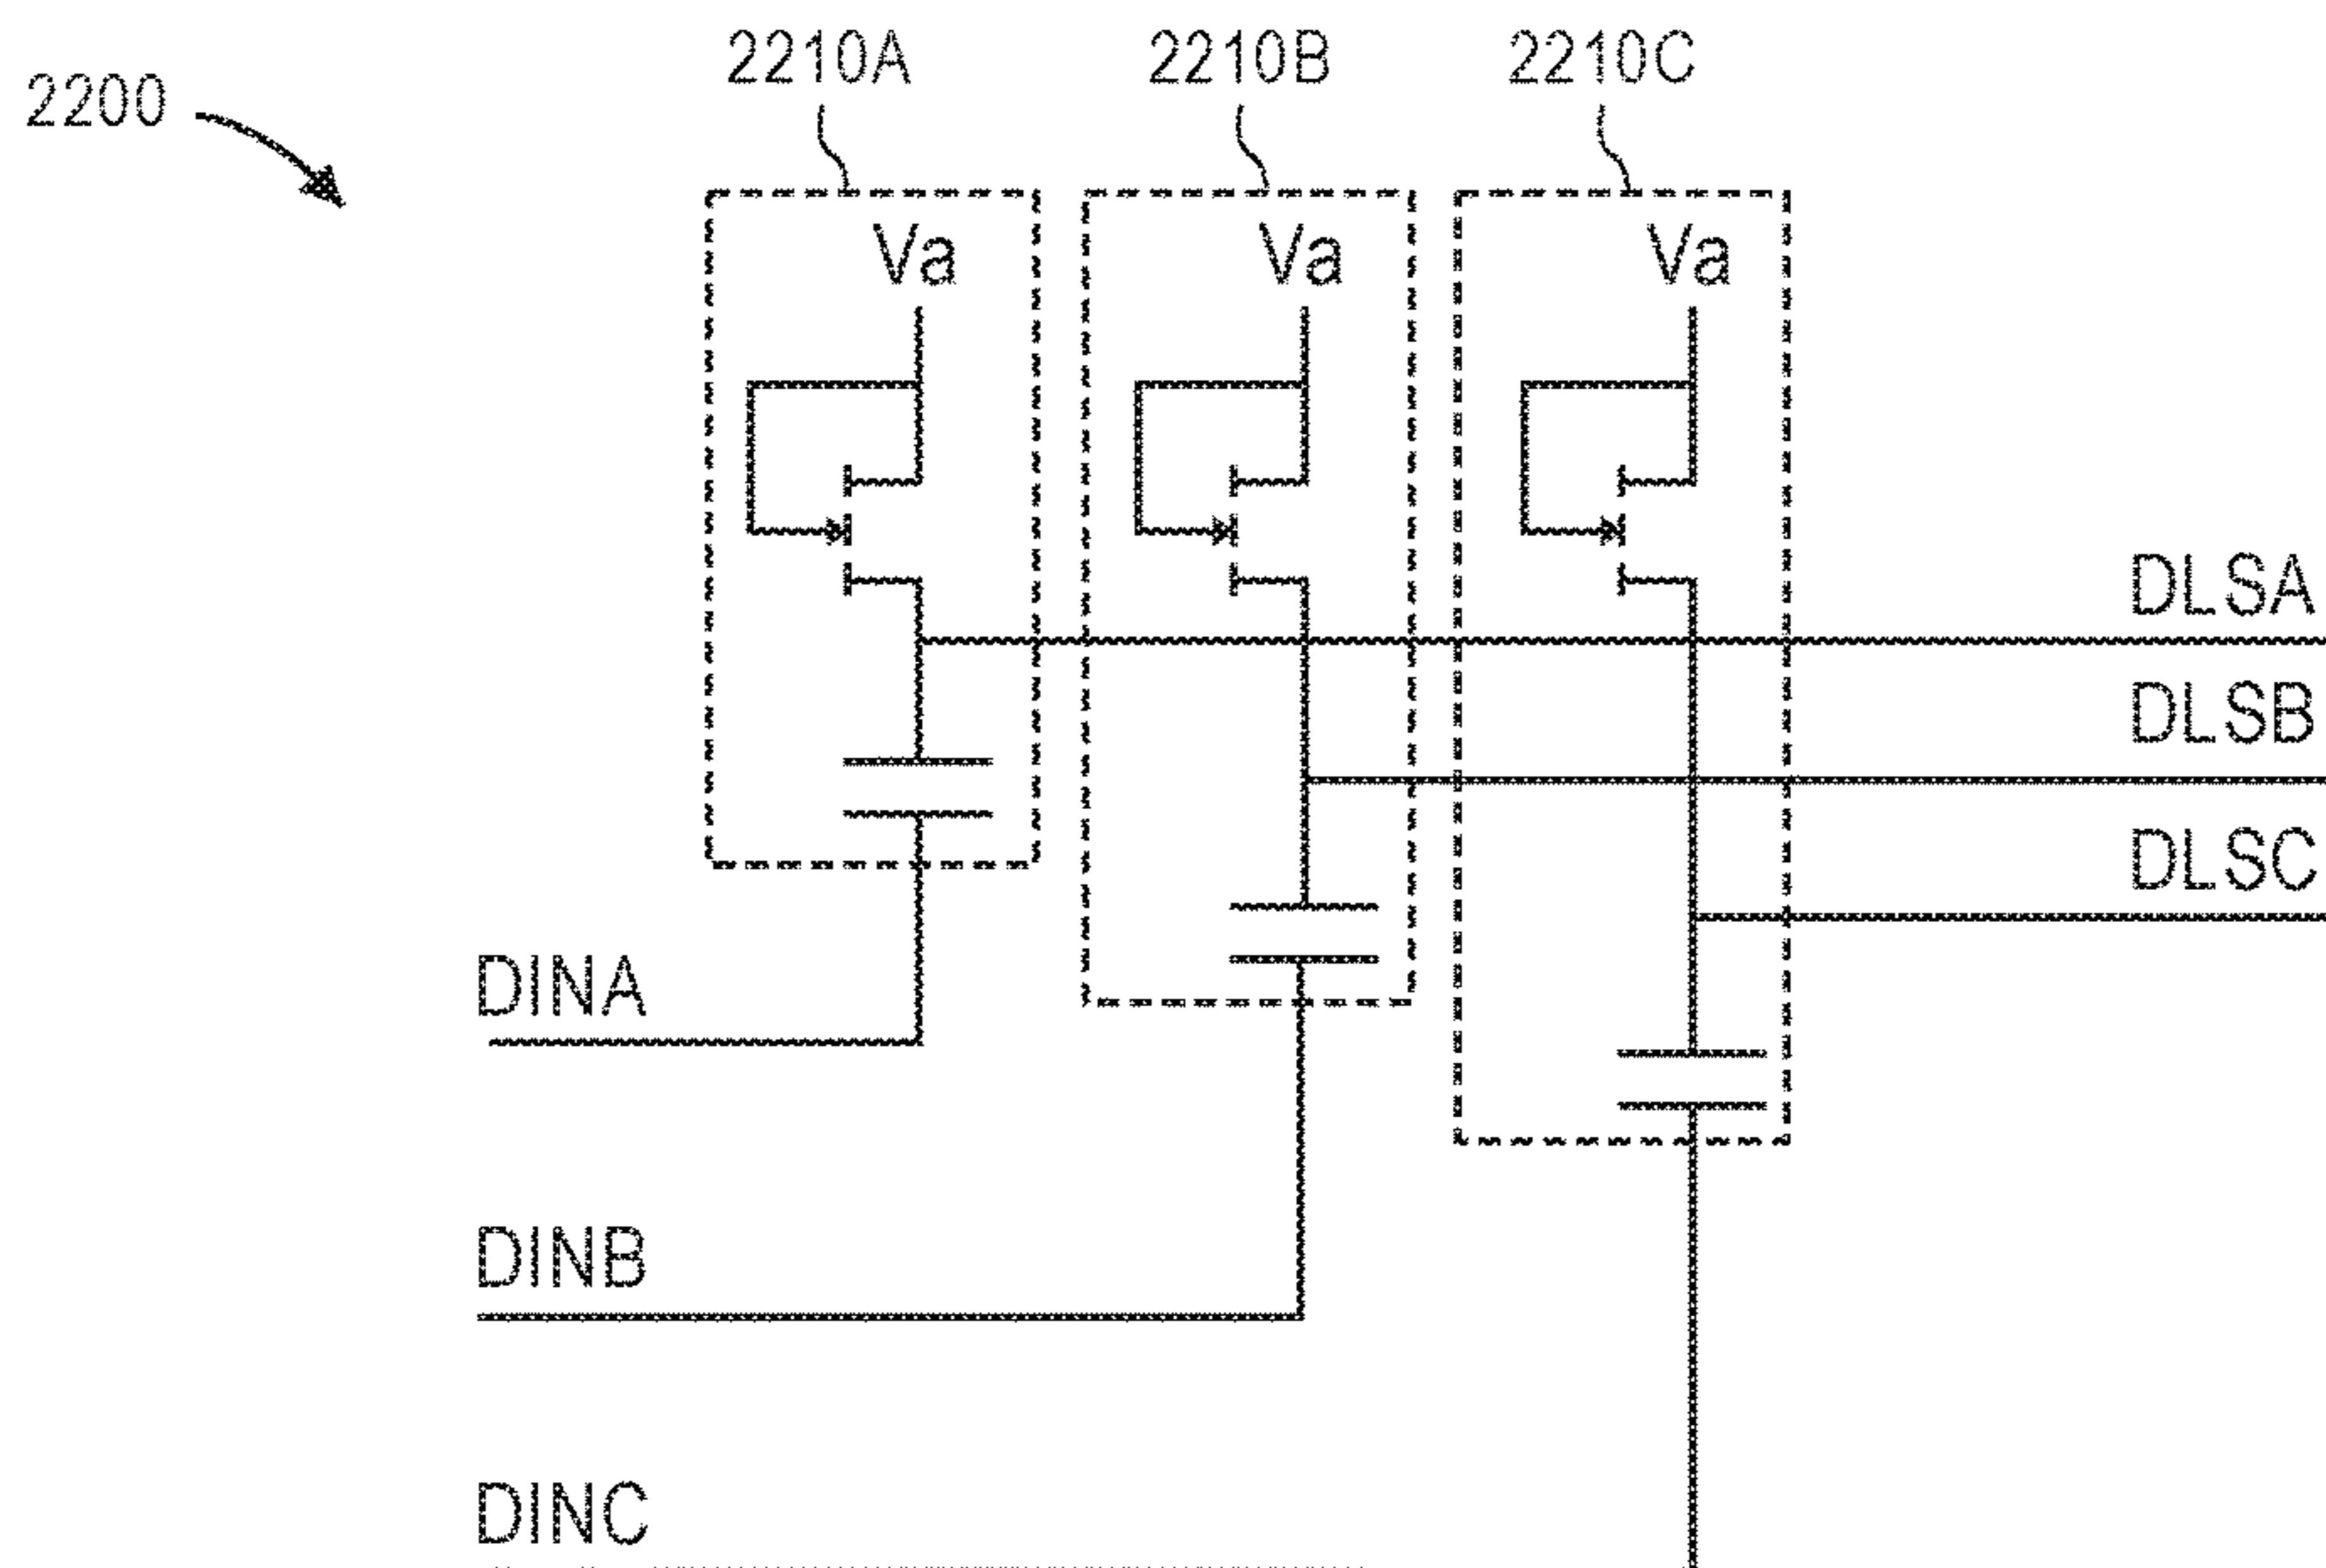 2200
2210A
2210B
2210C
Va
Va
Va
DLSA
DLSB
DLSC
DINA
DINB
DINC